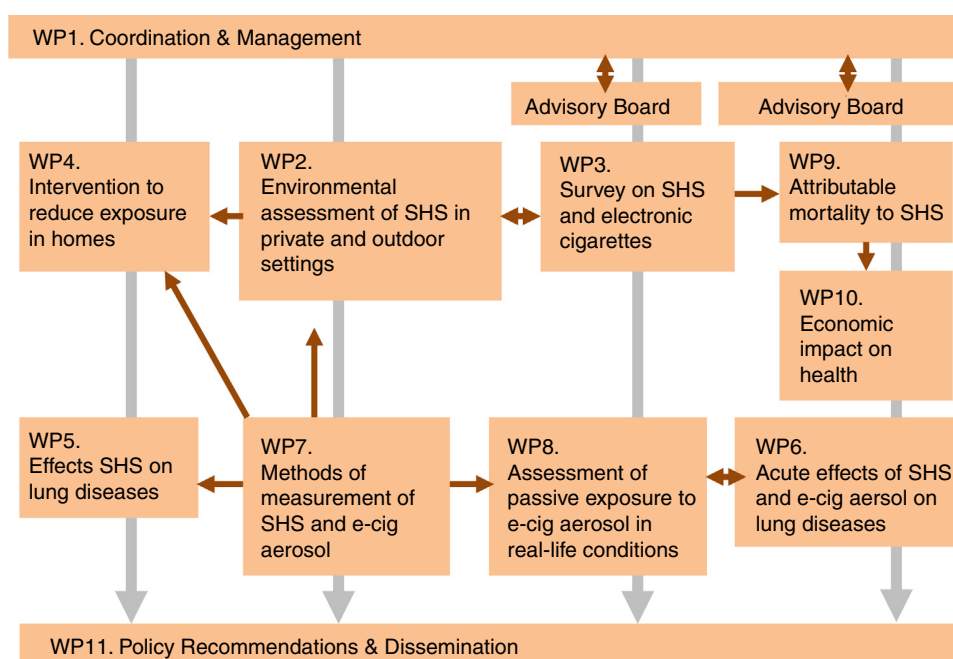 WP1. Coordination & Management
Advisory Board
Advisory Board
WP4.
Intervention to
reduce exposure
in homes
WP2.
Environmental
assessment of SHS in
private and outdoor
settings
WP3.
Survey on SHS
and electronic
cigarettes
WP9.
Attributable
mortality to SHS
WP10.
Economic
impact on
health
WP5.
Effects SHS on
lung diseases
WP7.
Methods of
measurement of
SHS and e-cig
aerosol
WP8.
Assessment of
passive exposure to
e-cig aerosol in
real-life conditions
WP6.
Acute effects of SHS
and e-cig aersol on
lung diseases
WP11. Policy Recommendations & Dissemination